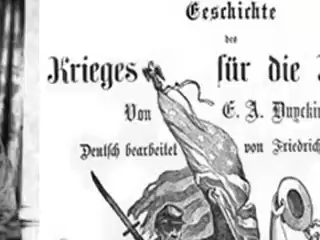 Geschichte
des
Krieges für die
Von E. A. Duyckin
Deutsch bearbeitet von Friedrich